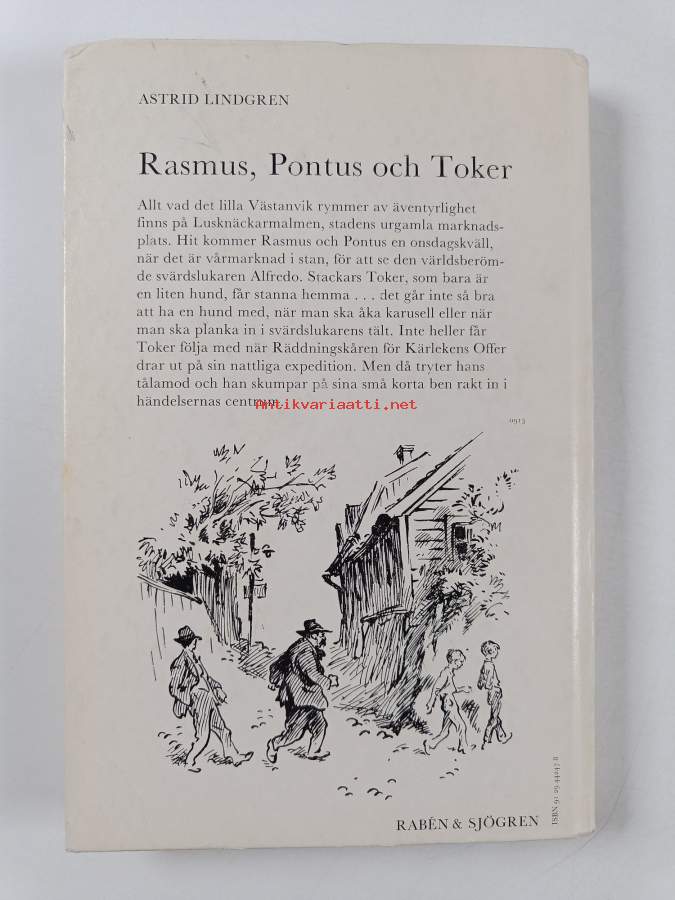 ASTRID LINDGREN
Rasmus, Pontus och Toker
Allt vad det lilla Västanvik rymmer av äventyrlighet
finns på Lusknäckarmalmen, stadens urgamla marknads-
plats. Hit kommer Rasmus och Pontus en onsdagskväll,
när det är vårmarknad i stan, för att se den världsberöm-
de svärdslukaren Alfredo. Stackars Toker, som bara är
en liten hund, får stanna hemma . . . det går inte så bra
att ha en hund med, när man ska åka karusell eller när
man ska planka in i svärdslukarens tält. Inte heller får
Toker följa med när Räddningskåren för Kärlekens Offer
drar ut på sin nattliga expedition. Men då tryter hans
tålamod och han skumpar på sina små korta ben rakt in i
händelsernas centrum.
antikvariaatti.net
RABÉN & SJÖGREN